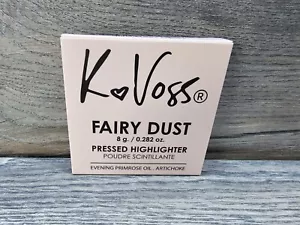 K♥Voss®
FAIRY DUST
8 g. / 0.282 oz.
PRESSED HIGHLIGHTER
POUDRE SCINTILLANTE
EVENING PRIMROSE OIL . ARTICHOKE